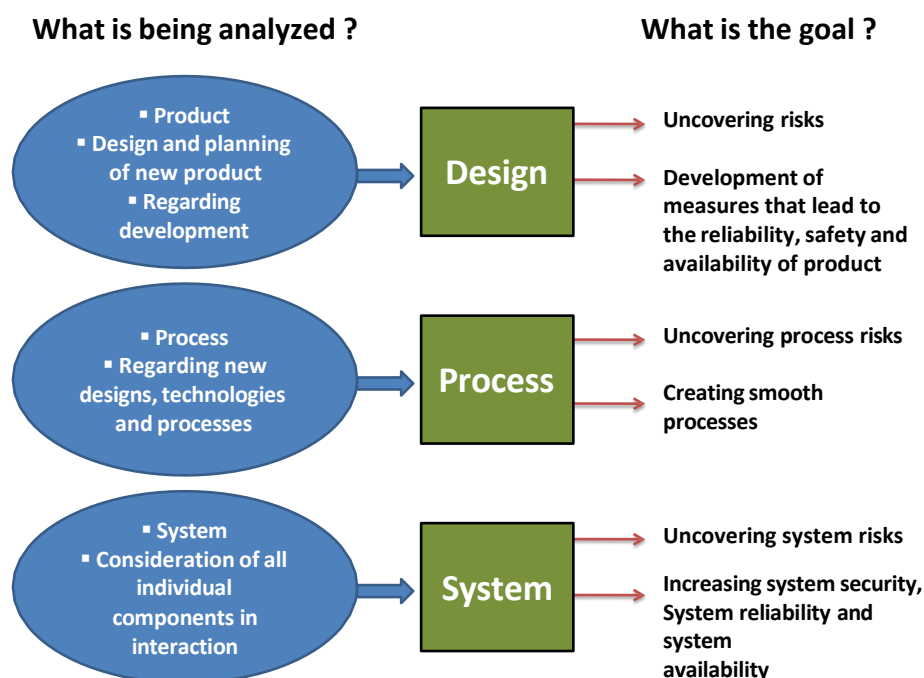 What is being analyzed ?
What is the goal ?
▪ Product
▪ Design and planning
of new product
▪ Regarding
development
Design
Uncovering risks
Development of
measures that lead to
the reliability, safety and
availability of product
▪ Process
▪ Regarding new
designs, technologies
and processes
Process
Uncovering process risks
Creating smooth
processes
▪ System
▪ Consideration of all
individual
components in
interaction
System
Uncovering system risks
Increasing system security,
System reliability and
system
availability